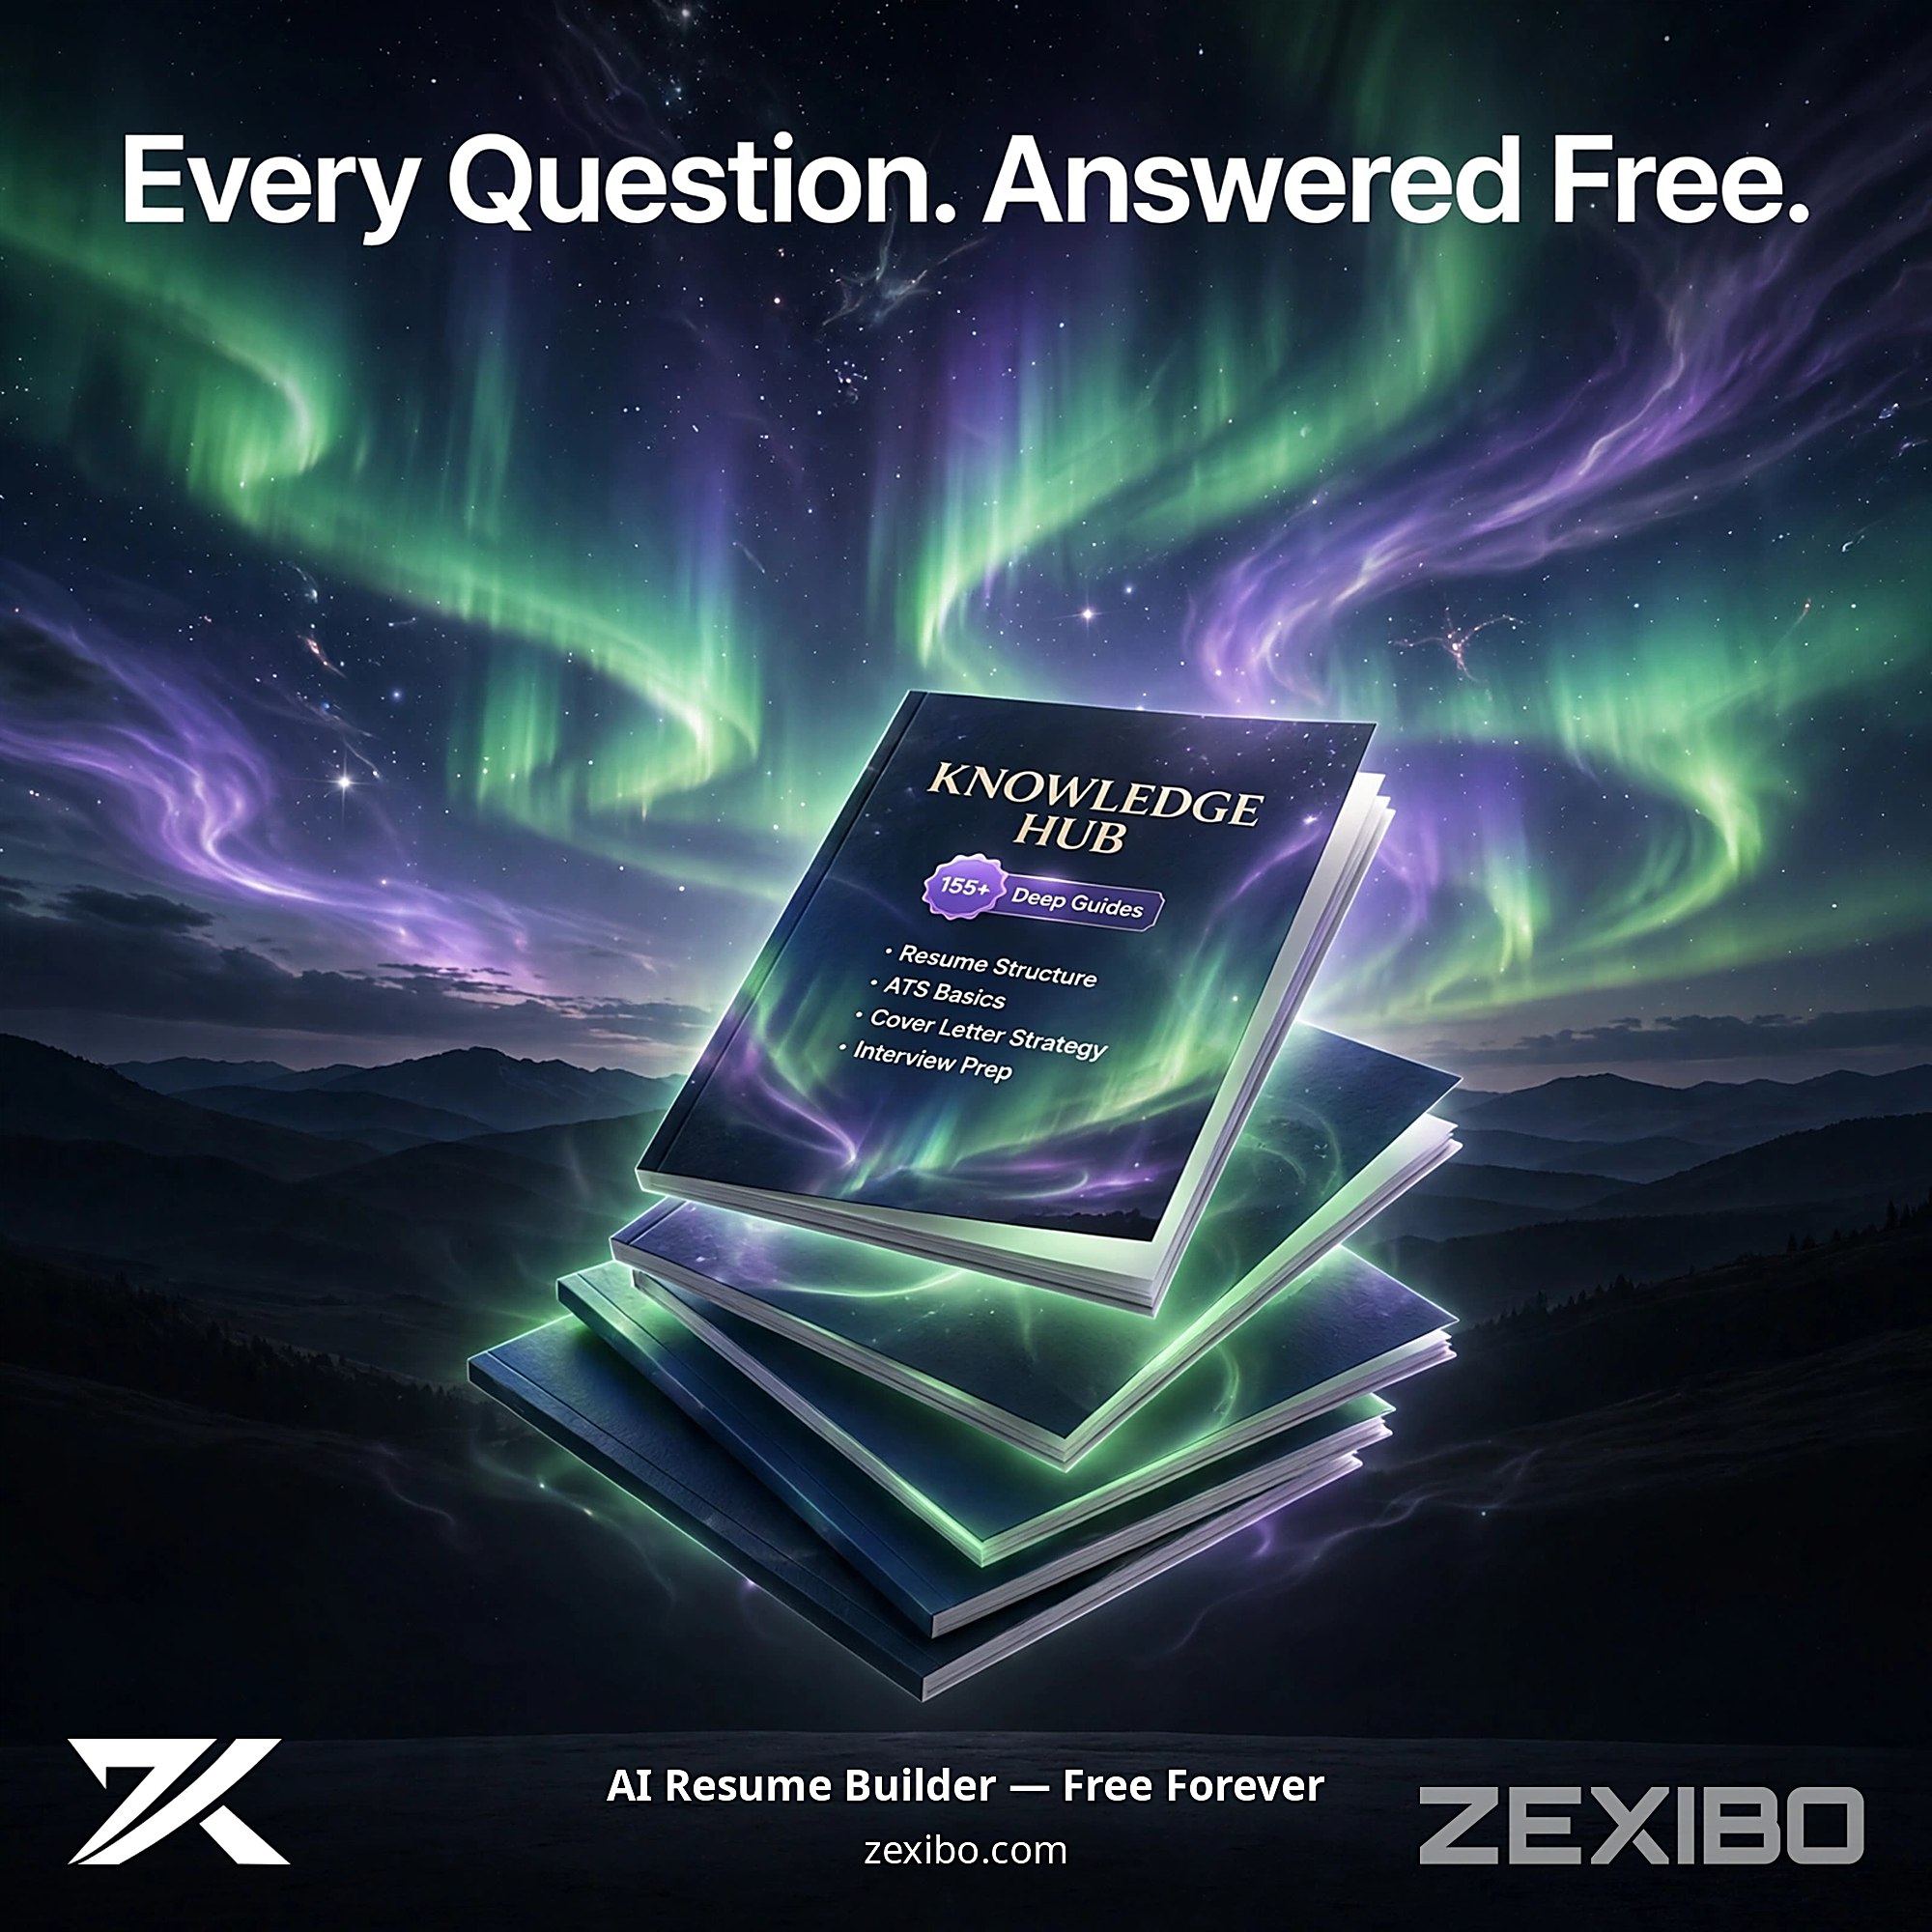 Every Question. Answered Free.
KNOWLEDGE
HUB
155+ Deep Guides
• Resume Structure
• ATS Basics
• Cover Letter Strategy
• Interview Prep
AI Resume Builder — Free Forever
zexibo.com
ZEXIBO